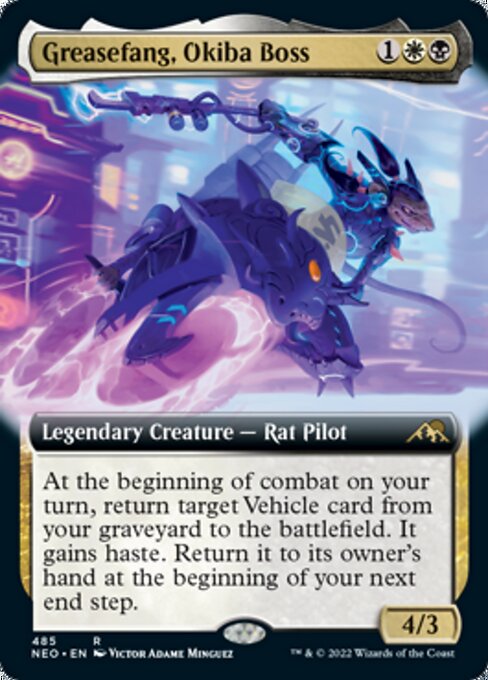 Greasefang, Okiba Boss 1
Legendary Creature — Rat Pilot
At the beginning of combat on your
turn, return target Vehicle card from
your graveyard to the battlefield. It
gains haste. Return it to its owner's
hand at the beginning of your next
end step.
4/3
485 R
NEO • EN VICTOR ADAME MINGUEZ ™ & © 2022 Wizards of the Coast